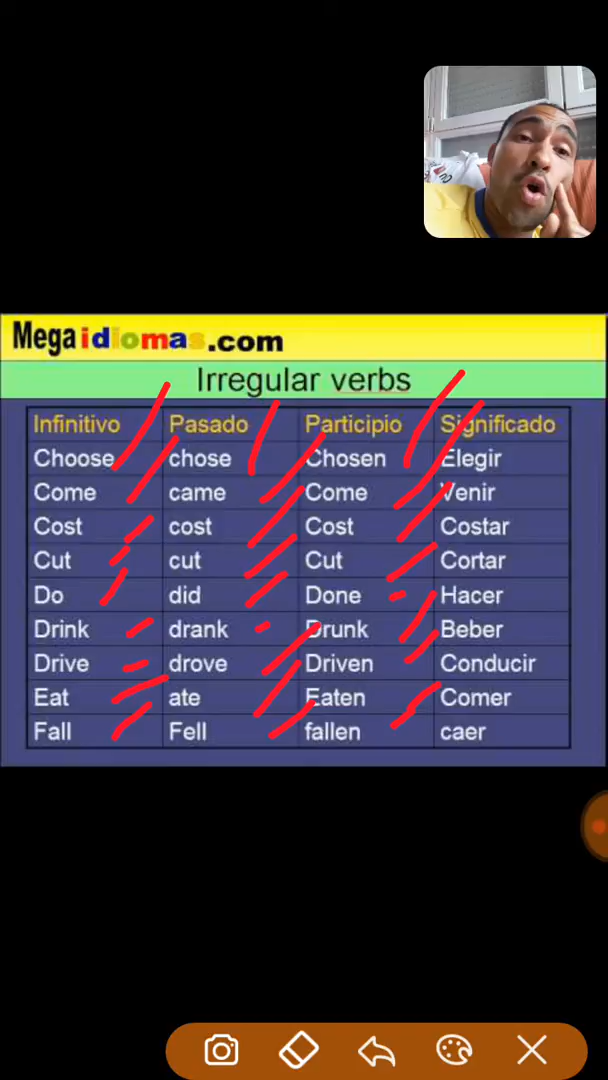 Megaidiomas.com
Irregular verbs
Infinitivo Pasado Participio Significado
Choose chose Chosen Elegir
Come came Come Venir
Cost cost Cost Costar
Cut cut Cut Cortar
Do did Done Hacer
Drink drank Drunk Beber
Drive drove Driven Conducir
Eat ate Eaten Comer
Fall Fell fallen caer